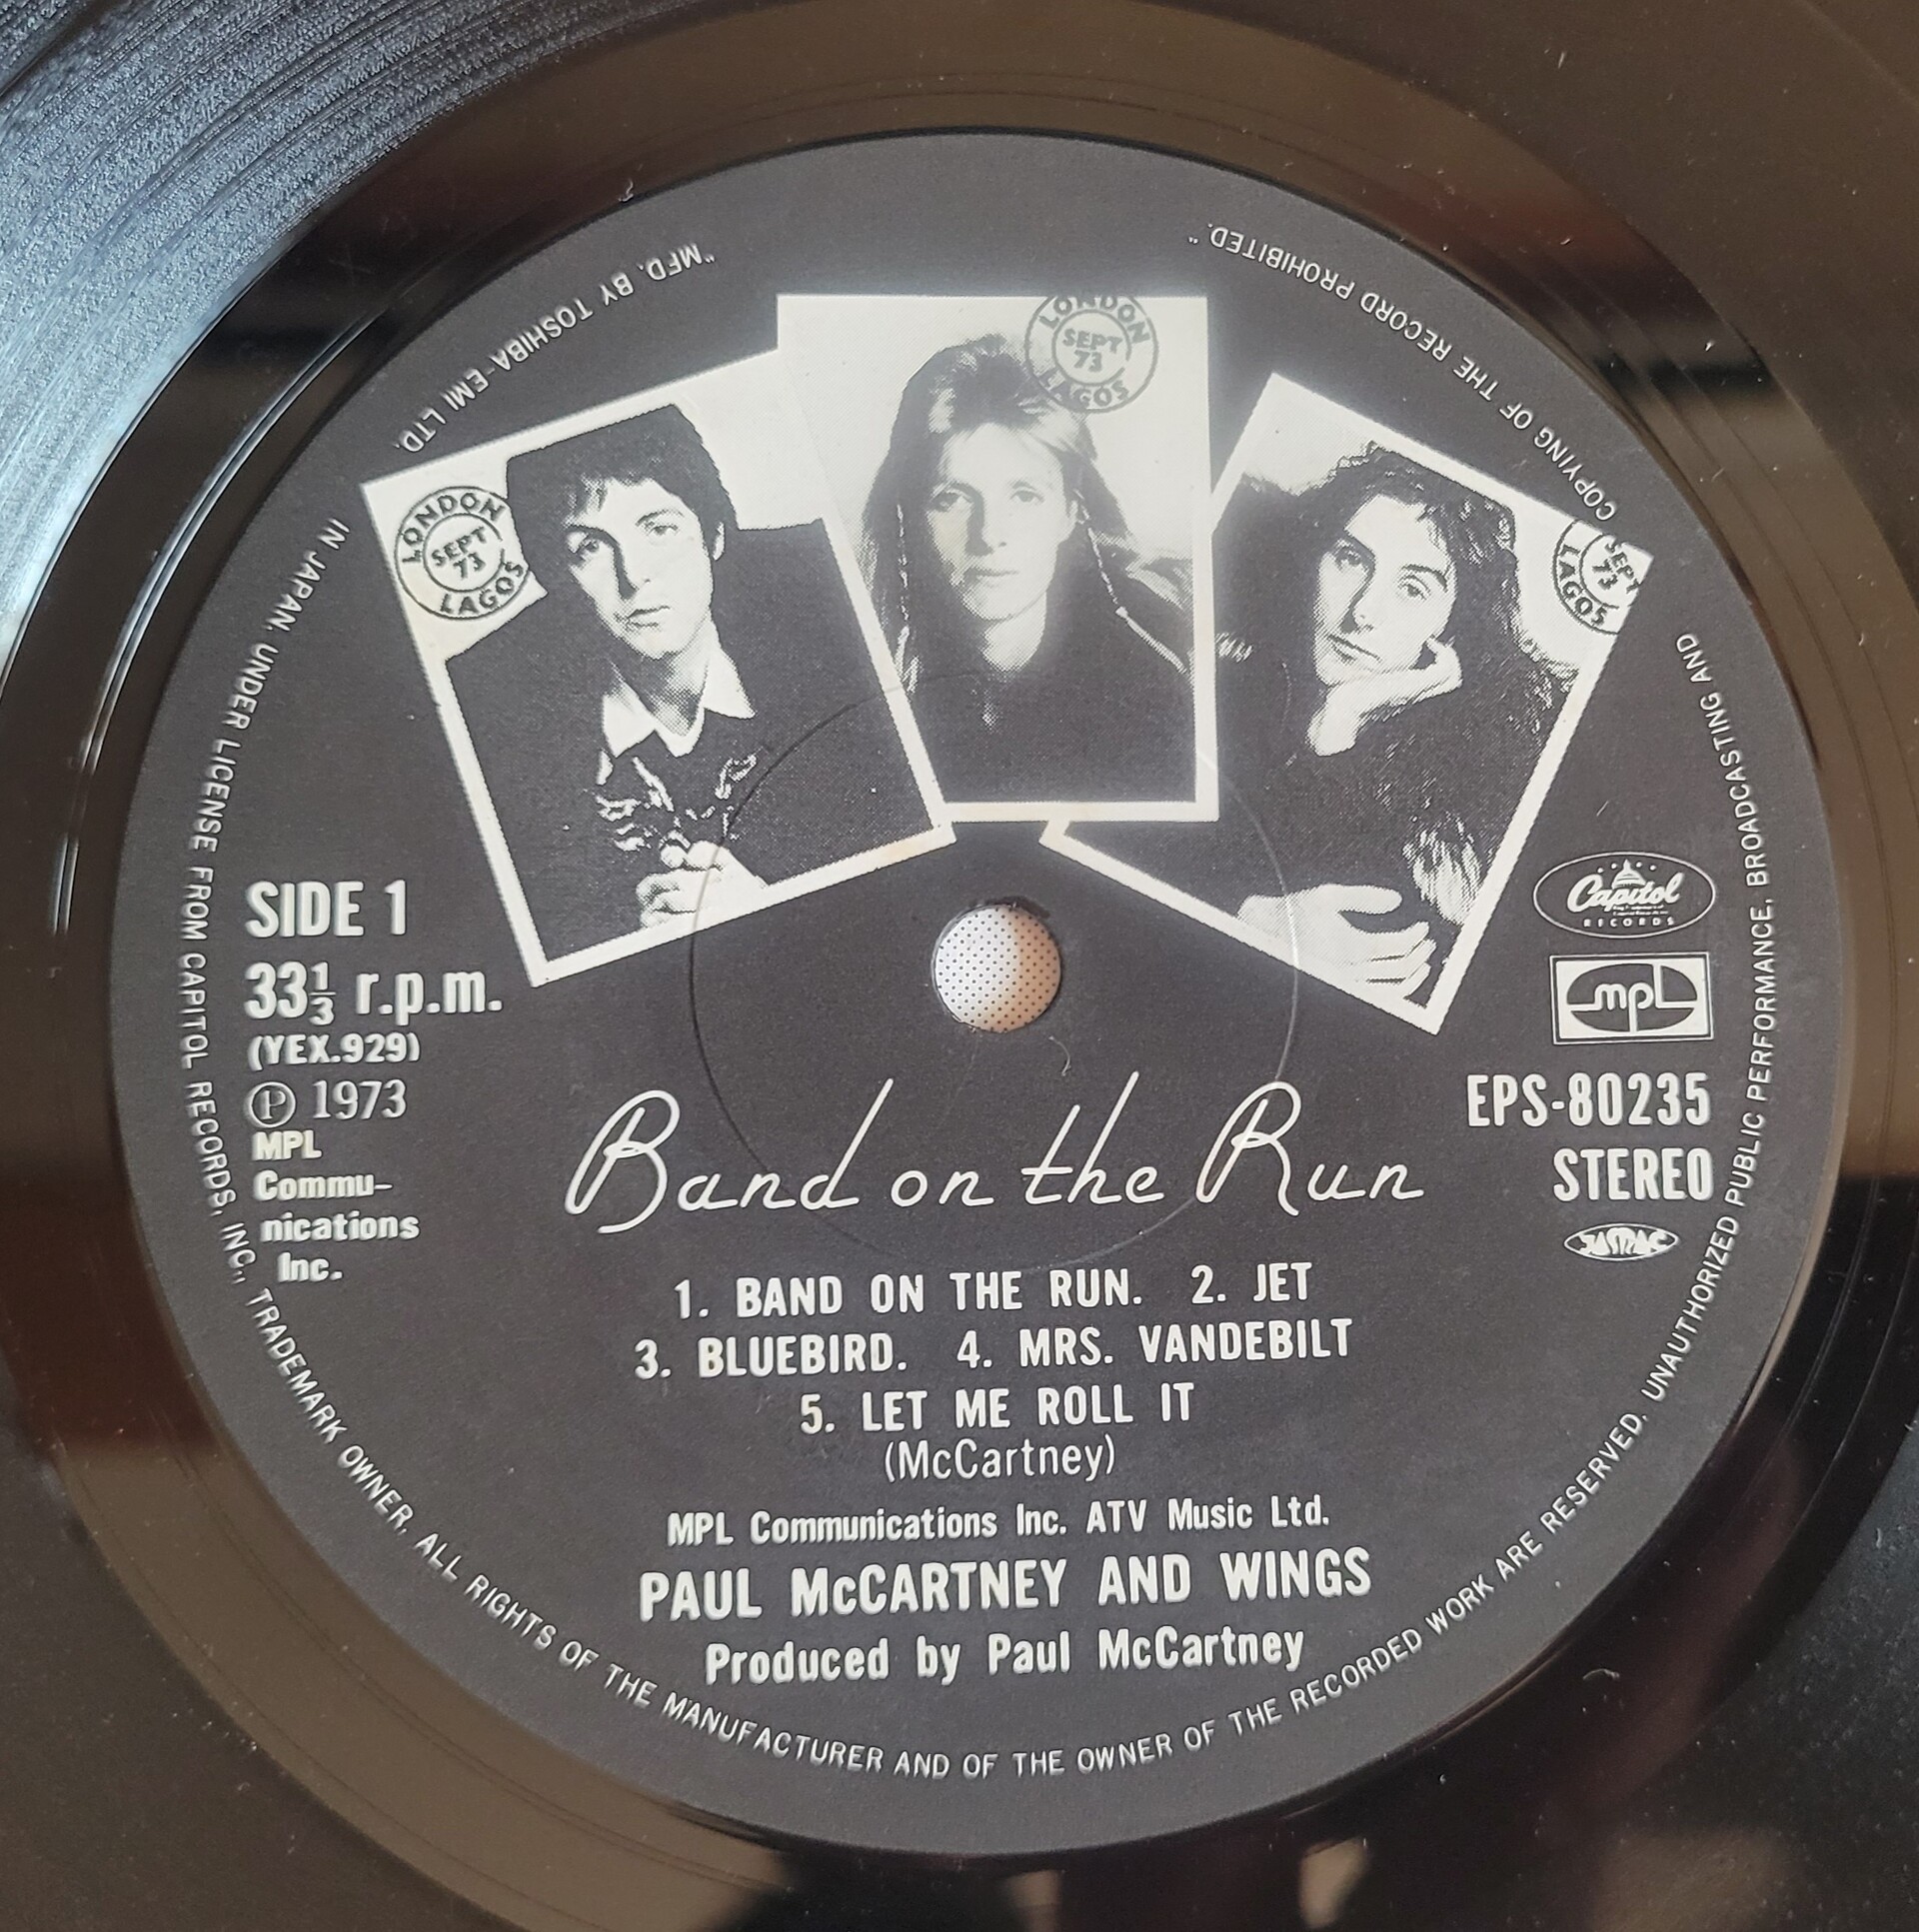 "MFD. BY TOSHIBA-EMI LTD. IN JAPAN. UNDER LICENSE FROM CAPITOL RECORDS, INC., TRADEMARK OWNER. ALL RIGHTS OF THE MANUFACTURER AND OF THE OWNER OF THE RECORDED WORK ARE RESERVED. UNAUTHORIZED PUBLIC PERFORMANCE, BROADCASTING AND COPYING OF THE RECORD PROHIBITED."
LONDON
SEPT
73
LAGOS
LONDON
SEPT
73
LAGOS
SEPT
73
LAGOS
SIDE 1
33⅓ r.p.m.
(YEX.929)
Ⓟ 1973
MPL
Commu-
nications
Inc.
Capitol
RECORDS
mpl
EPS-80235
STEREO
JASRAC
Band on the Run
1. BAND ON THE RUN. 2. JET
3. BLUEBIRD. 4. MRS. VANDEBILT
5. LET ME ROLL IT
(McCartney)
MPL Communications Inc. ATV Music Ltd.
PAUL McCARTNEY AND WINGS
Produced by Paul McCartney